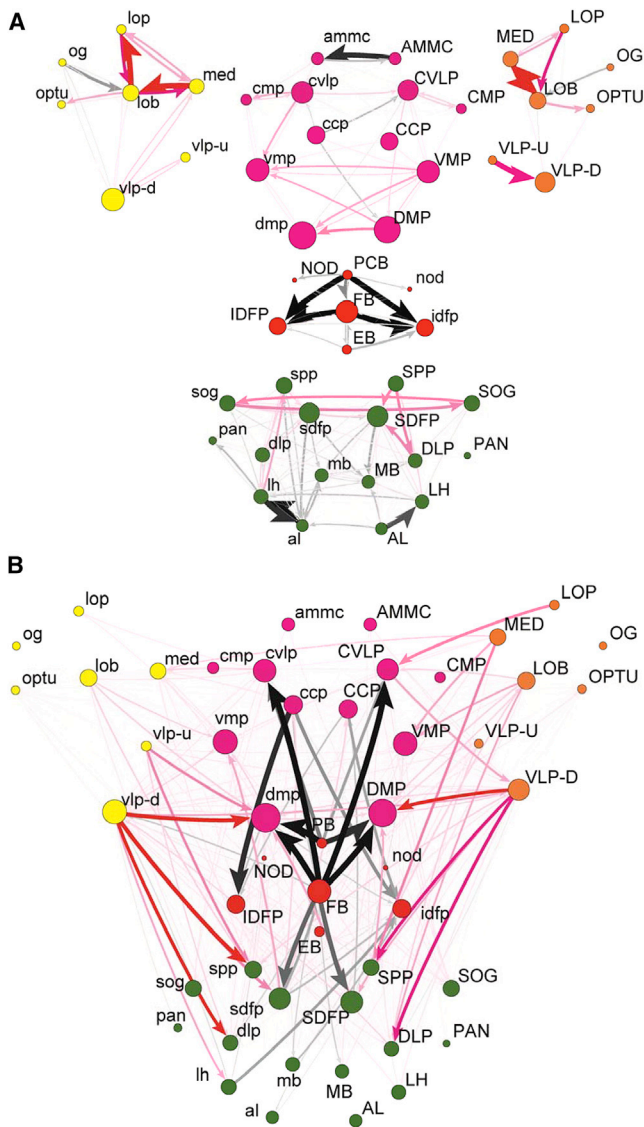 A
lop
ammc
AMMC
LOP
og
MED
OG
med
cvlp
CVLP
optu
lob
cmp
CMP
LOB
OPTU
ccp
CCP
vlp-u
vmp
VMP
VLP-U
vlp-d
VLP-D
dmp
DMP
NOD
PCB
nod
IDFP
FB
idfp
EB
spp
SPP
sog
SOG
sdfp
SDFP
pan
dlp
DLP
PAN
mb
MB
lh
LH
al
AL
B
lop
LOP
og
ammc
AMMC
MED
OG
optu
lob
med
cmp
cvlp
CVLP
CMP
LOB
OPTU
ccp
CCP
vlp-u
vmp
VMP
VLP-U
vlp-d
VLP-D
dmp
DMP
PB
NOD
nod
IDFP
FB
idfp
EB
spp
SPP
sog
SOG
sdfp
SDFP
pan
dlp
DLP
PAN
lh
mb
MB
LH
al
AL